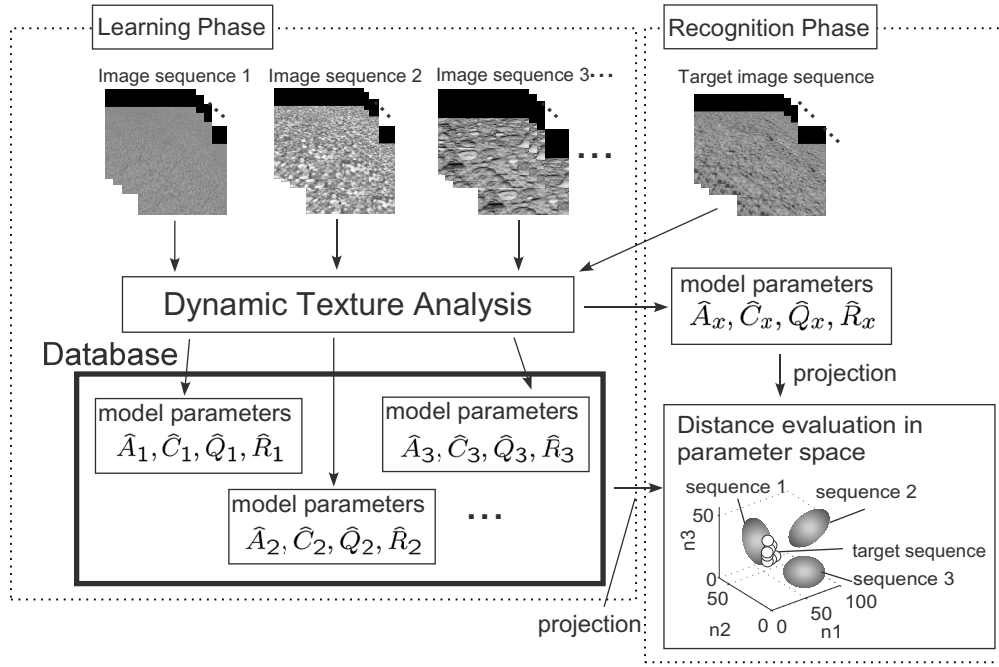 Learning Phase
Recognition Phase
Image sequence 1
Image sequence 2
Image sequence 3...
Target image sequence
...
Dynamic Texture Analysis
model parameters
Â_x, Ĉ_x, Q̂_x, R̂_x
Database
projection
model parameters
Â_1, Ĉ_1, Q̂_1, R̂_1
model parameters
Â_3, Ĉ_3, Q̂_3, R̂_3
model parameters
Â_2, Ĉ_2, Q̂_2, R̂_2
...
projection
Distance evaluation in
parameter space
sequence 1
sequence 2
target sequence
sequence 3
50
n3
0
50
n2
0
0
50
100
n1